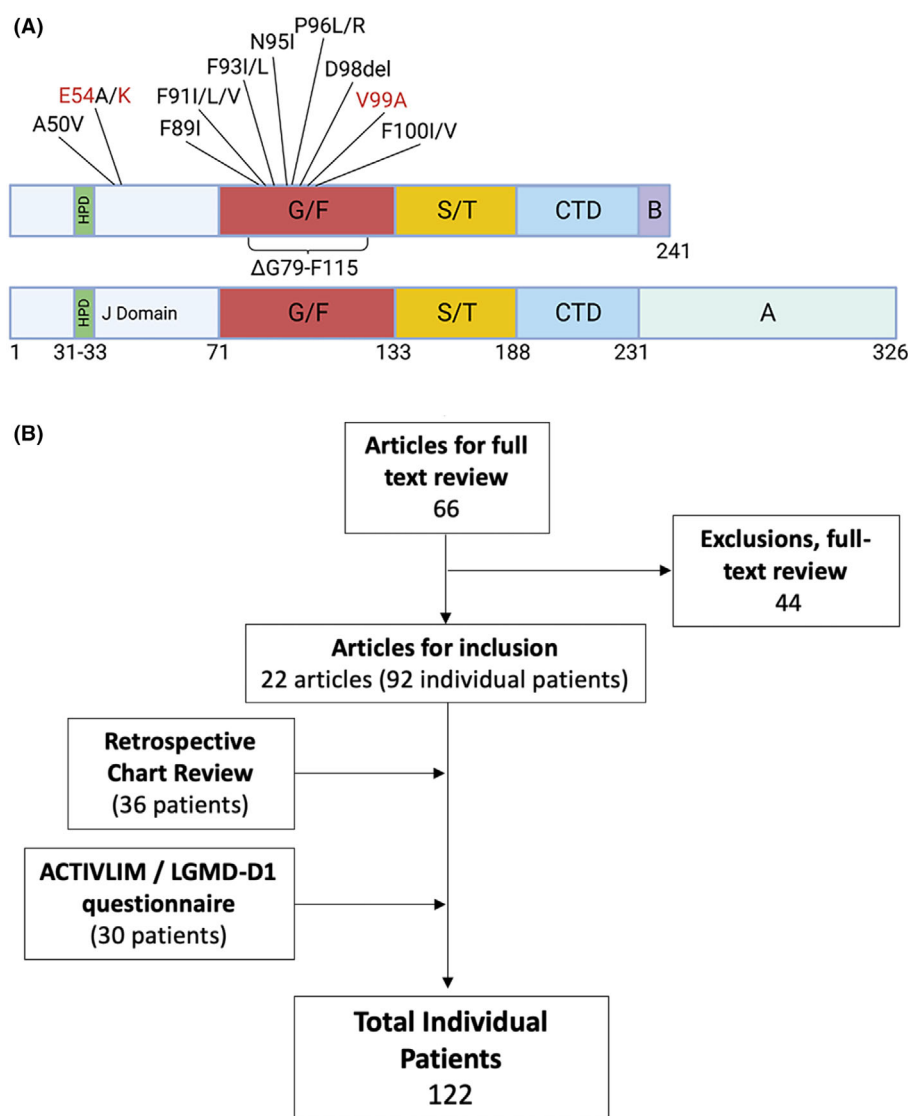 (A)
P96L/R
N95I
F93I/L
D98del
E54A/K
F91I/L/V
V99A
A50V
F89I
F100I/V
HPD
G/F
S/T
CTD
B
241
ΔG79-F115
HPD
J Domain
G/F
S/T
CTD
A
1
31-33
71
133
188
231
326
(B)
Articles for full
text review
66
Exclusions, full-
text review
44
Articles for inclusion
22 articles (92 individual patients)
Retrospective
Chart Review
(36 patients)
ACTIVLIM / LGMD-D1
questionnaire
(30 patients)
Total Individual
Patients
122